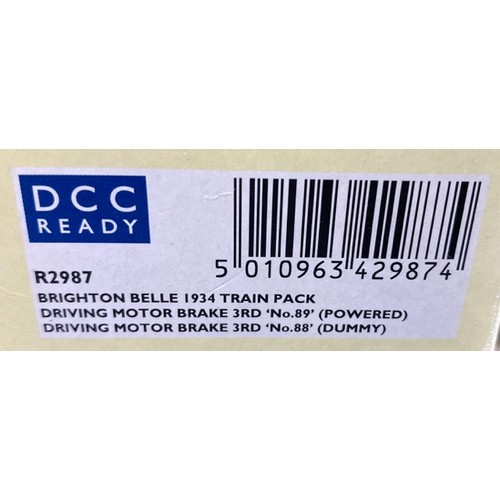 DCC
READY
R2987
5 010963 429874
BRIGHTON BELLE 1934 TRAIN PACK
DRIVING MOTOR BRAKE 3RD ‘No.89’ (POWERED)
DRIVING MOTOR BRAKE 3RD ‘No.88’ (DUMMY)